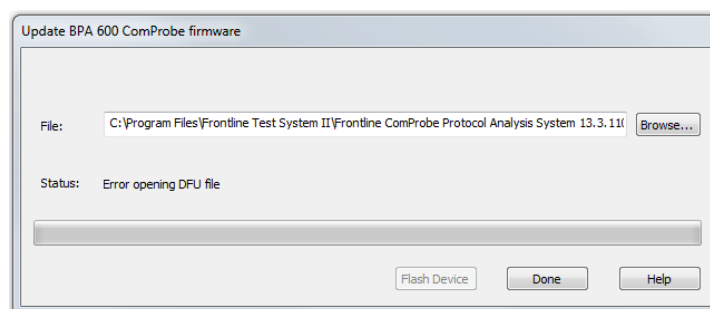 Update BPA 600 ComProbe firmware
File: C:\Program Files\Frontline Test System II\Frontline ComProbe Protocol Analysis System 13.3.11( Browse...
Status: Error opening DFU file
Flash Device Done Help